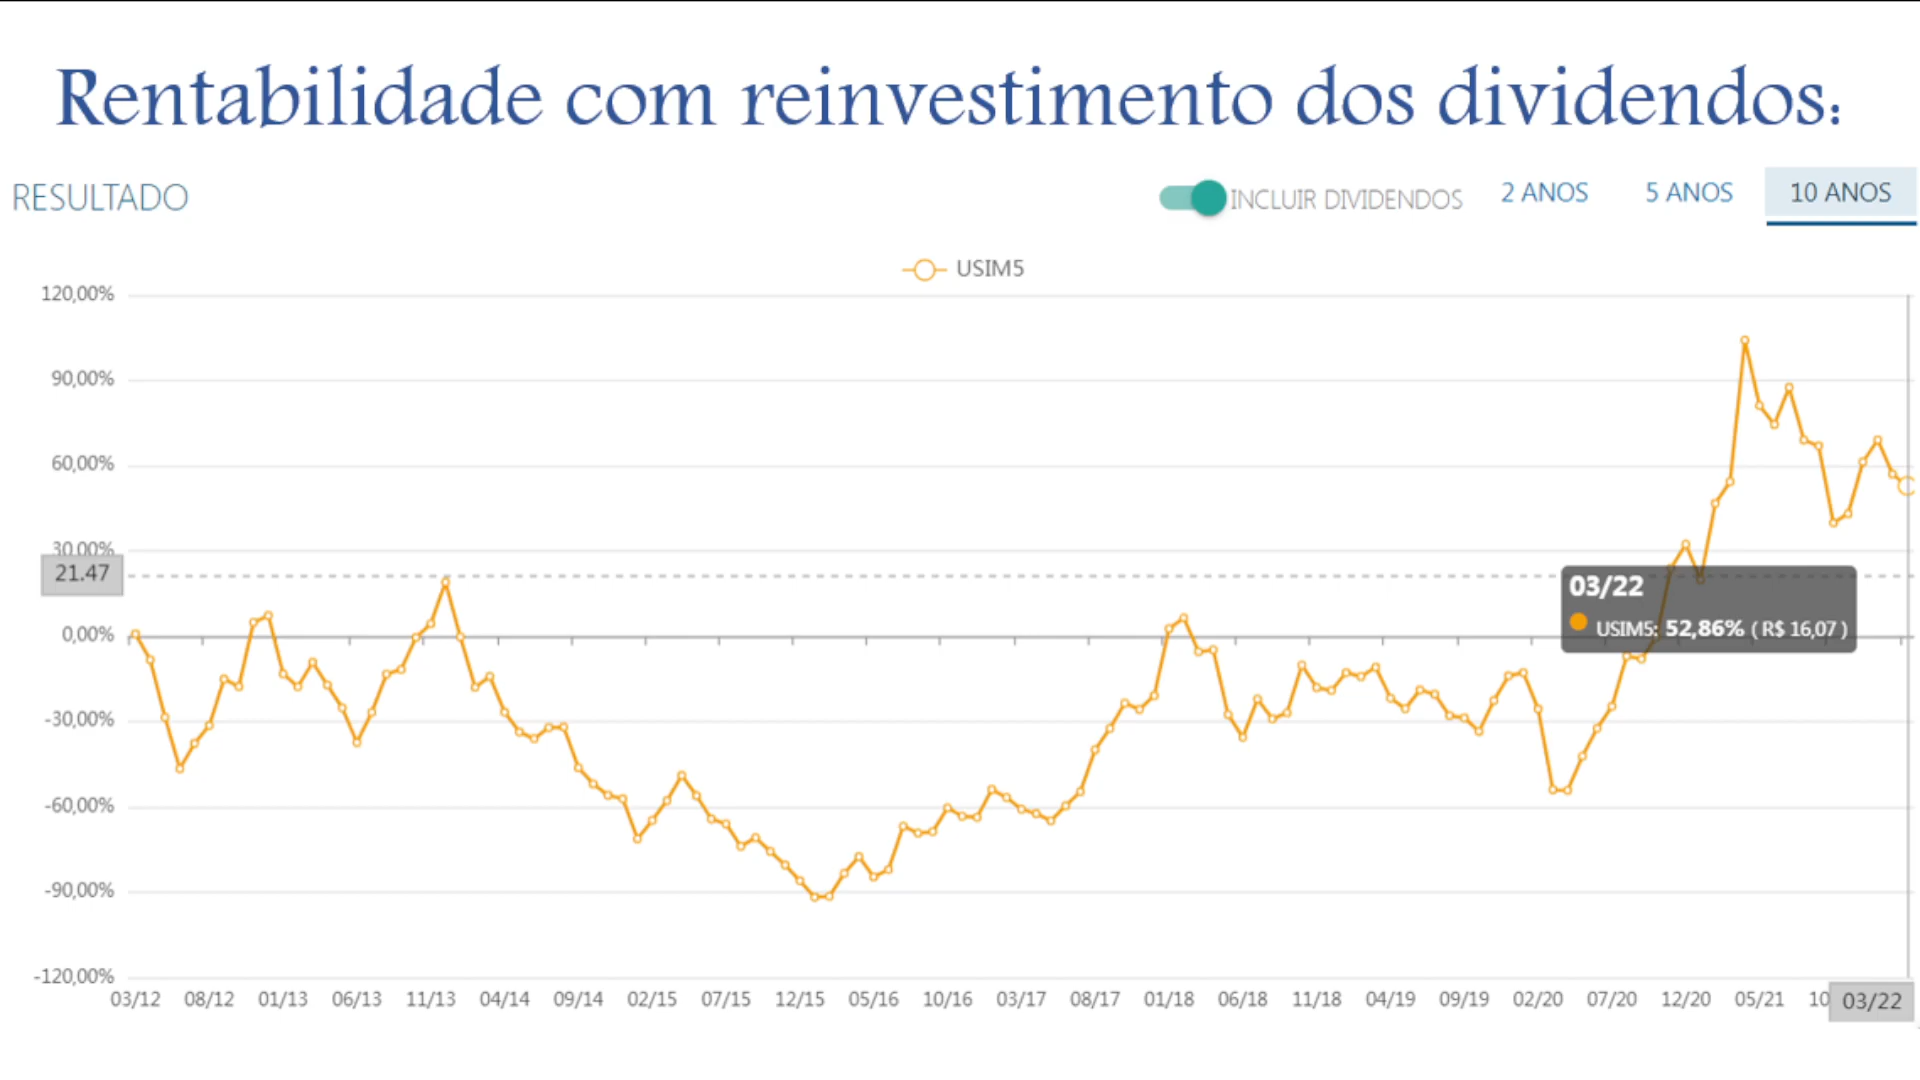 Rentabilidade com reinvestimento dos dividendos:
RESULTADO
INCLUIR DIVIDENDOS 2 ANOS 5 ANOS 10 ANOS
USIM5
120,00%
90,00%
60,00%
30,00%
21.47
0,00%
-30,00%
-60,00%
-90,00%
-120,00%
03/22
USIM5: 52,86% ( R$ 16,07 )
03/12 08/12 01/13 06/13 11/13 04/14 09/14 02/15 07/15 12/15 05/16 10/16 03/17 08/17 01/18 06/18 11/18 04/19 09/19 02/20 07/20 12/20 05/21 10 03/22